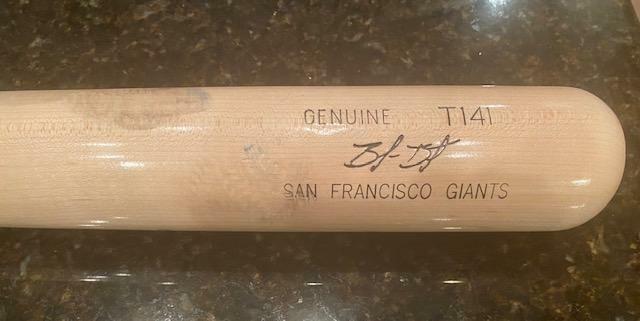 GENUINE T141
SAN FRANCISCO GIANTS